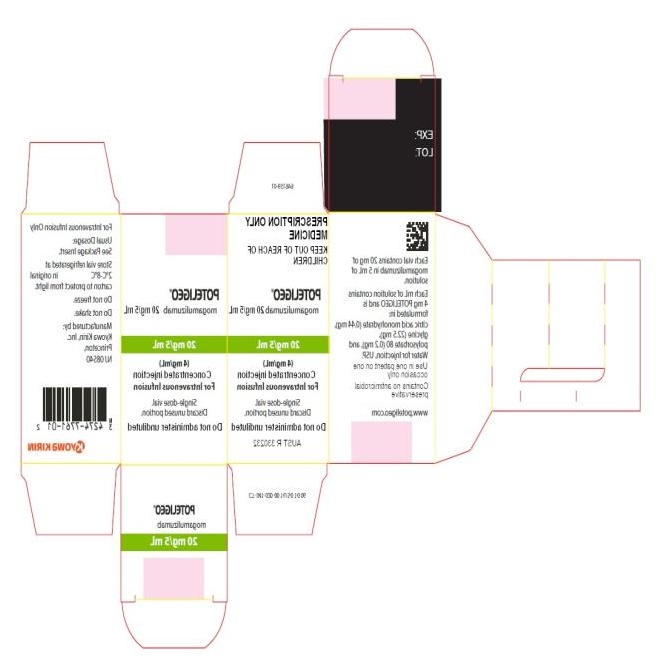 EXP:
LOT:
Each vial contains 20 mg of
mogamulizumab in 5 mL of
solution.
Each mL of solution contains
4 mg POTELIGEO and is
formulated in:
citric acid monohydrate (0.44 mg),
glycine (22.5 mg),
polysorbate 80 (0.2 mg), and
Water, Injection, USP.
Use in one patient on one
occasion only
Contains no antimicrobial
preservative
www.poteligeo.com
PRESCRIPTION ONLY
MEDICINE
KEEP OUT OF REACH OF
CHILDREN
POTELIGEO®
mogamulizumab 20 mg/5 mL
20 mg/5 mL
(4 mg/mL)
Concentrated injection
For Intravenous Infusion
Single-dose vial.
Discard unused portion.
Do not administer undiluted
AUST R 330232
POTELIGEO®
mogamulizumab 20 mg/5 mL
20 mg/5 mL
(4 mg/mL)
Concentrated injection
For Intravenous Infusion
Single-dose vial.
Discard unused portion.
Do not administer undiluted
For Intravenous Infusion Only
Usual Dosage:
See Package Insert.
Store vial refrigerated at
2°C-8°C in original
carton to protect from light.
Do not freeze.
Do not shake.
Manufactured by:
Kyowa Kirin, Inc.
Princeton,
NJ 08540
3 4274-7761-01 2
KYOWA KIRIN
POTELIGEO®
mogamulizumab
20 mg/5 mL